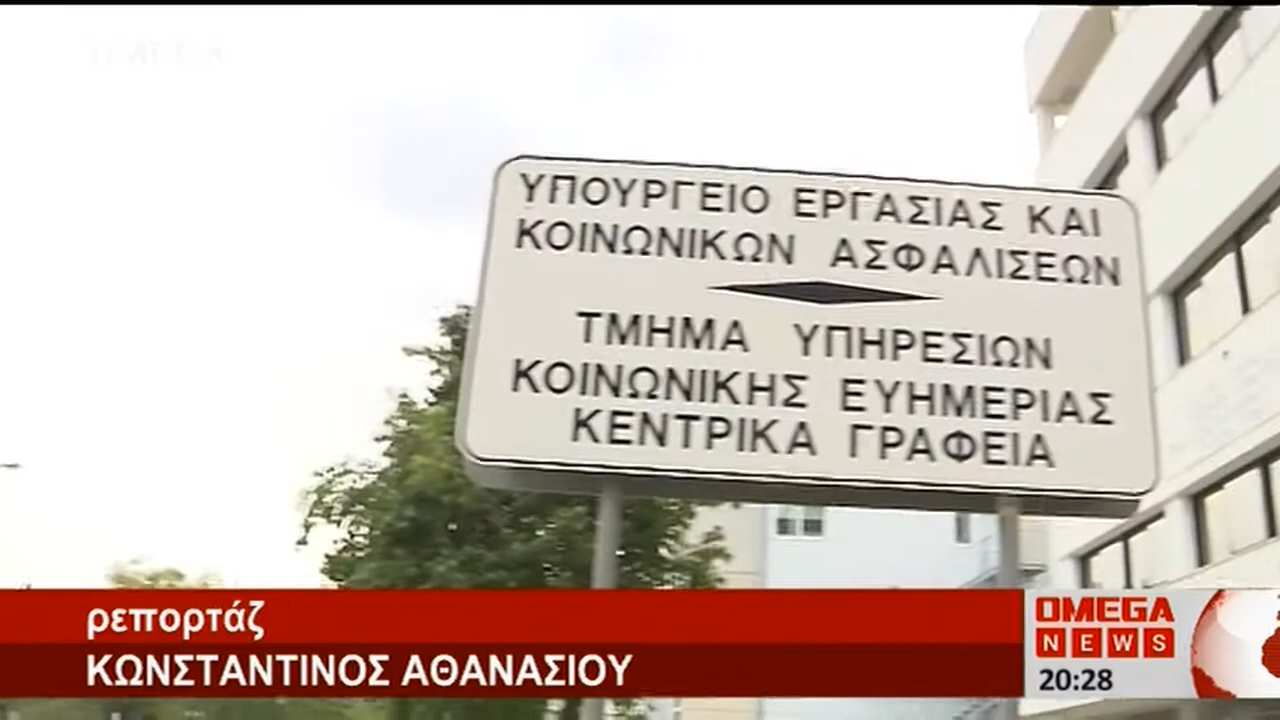 ΥΠΟΥΡΓΕΙΟ ΕΡΓΑΣΙΑΣ ΚΑΙ
ΚΟΙΝΩΝΙΚΩΝ ΑΣΦΑΛΙΣΕΩΝ
ΤΜΗΜΑ ΥΠΗΡΕΣΙΩΝ
ΚΟΙΝΩΝΙΚΗΣ ΕΥΗΜΕΡΙΑΣ
ΚΕΝΤΡΙΚΑ ΓΡΑΦΕΙΑ
ρεπορτάζ
ΚΩΝΣΤΑΝΤΙΝΟΣ ΑΘΑΝΑΣΙΟΥ
OMEGA
NEWS
20:28